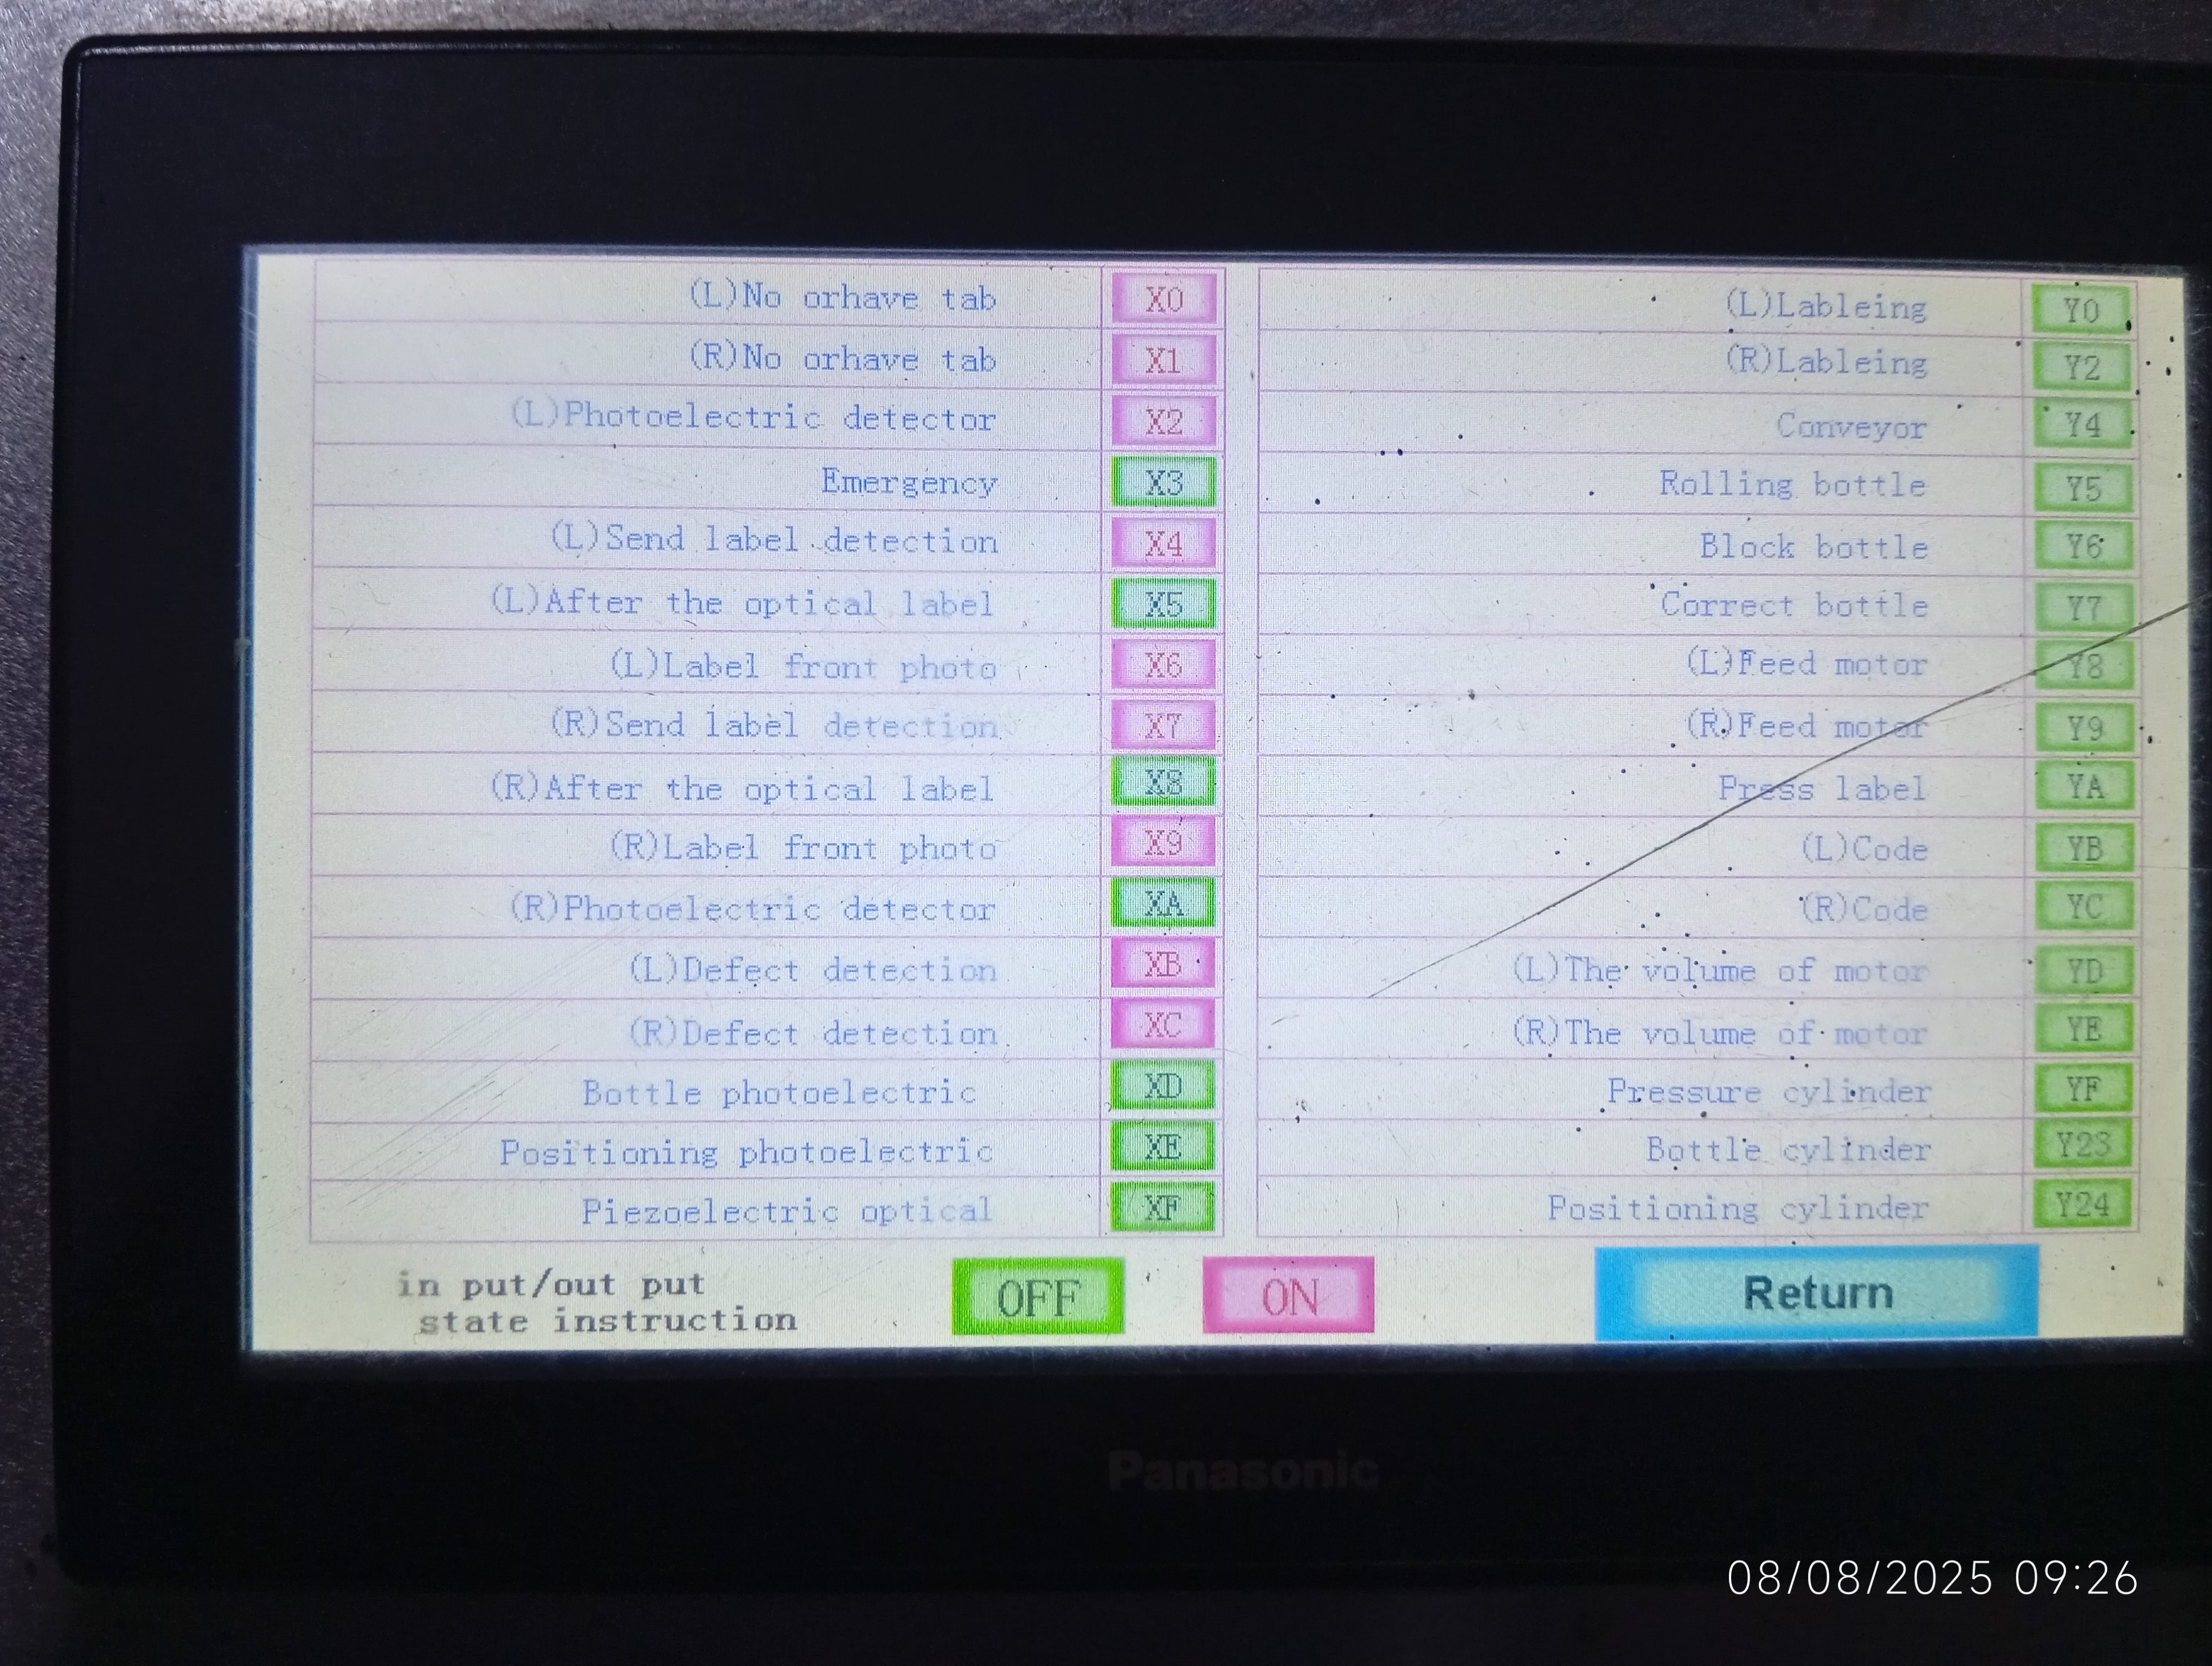 (L)No orhave tab X0
(R)No orhave tab X1
(L)Photoelectric detector X2
Emergency X3
(L)Send label detection X4
(L)After the optical label X5
(L)Label front photo X6
(R)Send label detection X7
(R)After the optical label X8
(R)Label front photo X9
(R)Photoelectric detector XA
(L)Defect detection XB
(R)Defect detection XC
Bottle photoelectric XD
Positioning photoelectric XE
Piezoelectric optical XF
(L)Lableing Y0
(R)Lableing Y2
Conveyor Y4
Rolling bottle Y5
Block bottle Y6
Correct bottle Y7
(L)Feed motor Y8
(R)Feed motor Y9
Press label YA
(L)Code YB
(R)Code YC
(L)The volume of motor YD
(R)The volume of motor YE
Pressure cylinder YF
Bottle cylinder Y23
Positioning cylinder Y24
in put/out put
state instruction
OFF
ON
Return
Panasonic
08/08/2025 09:26